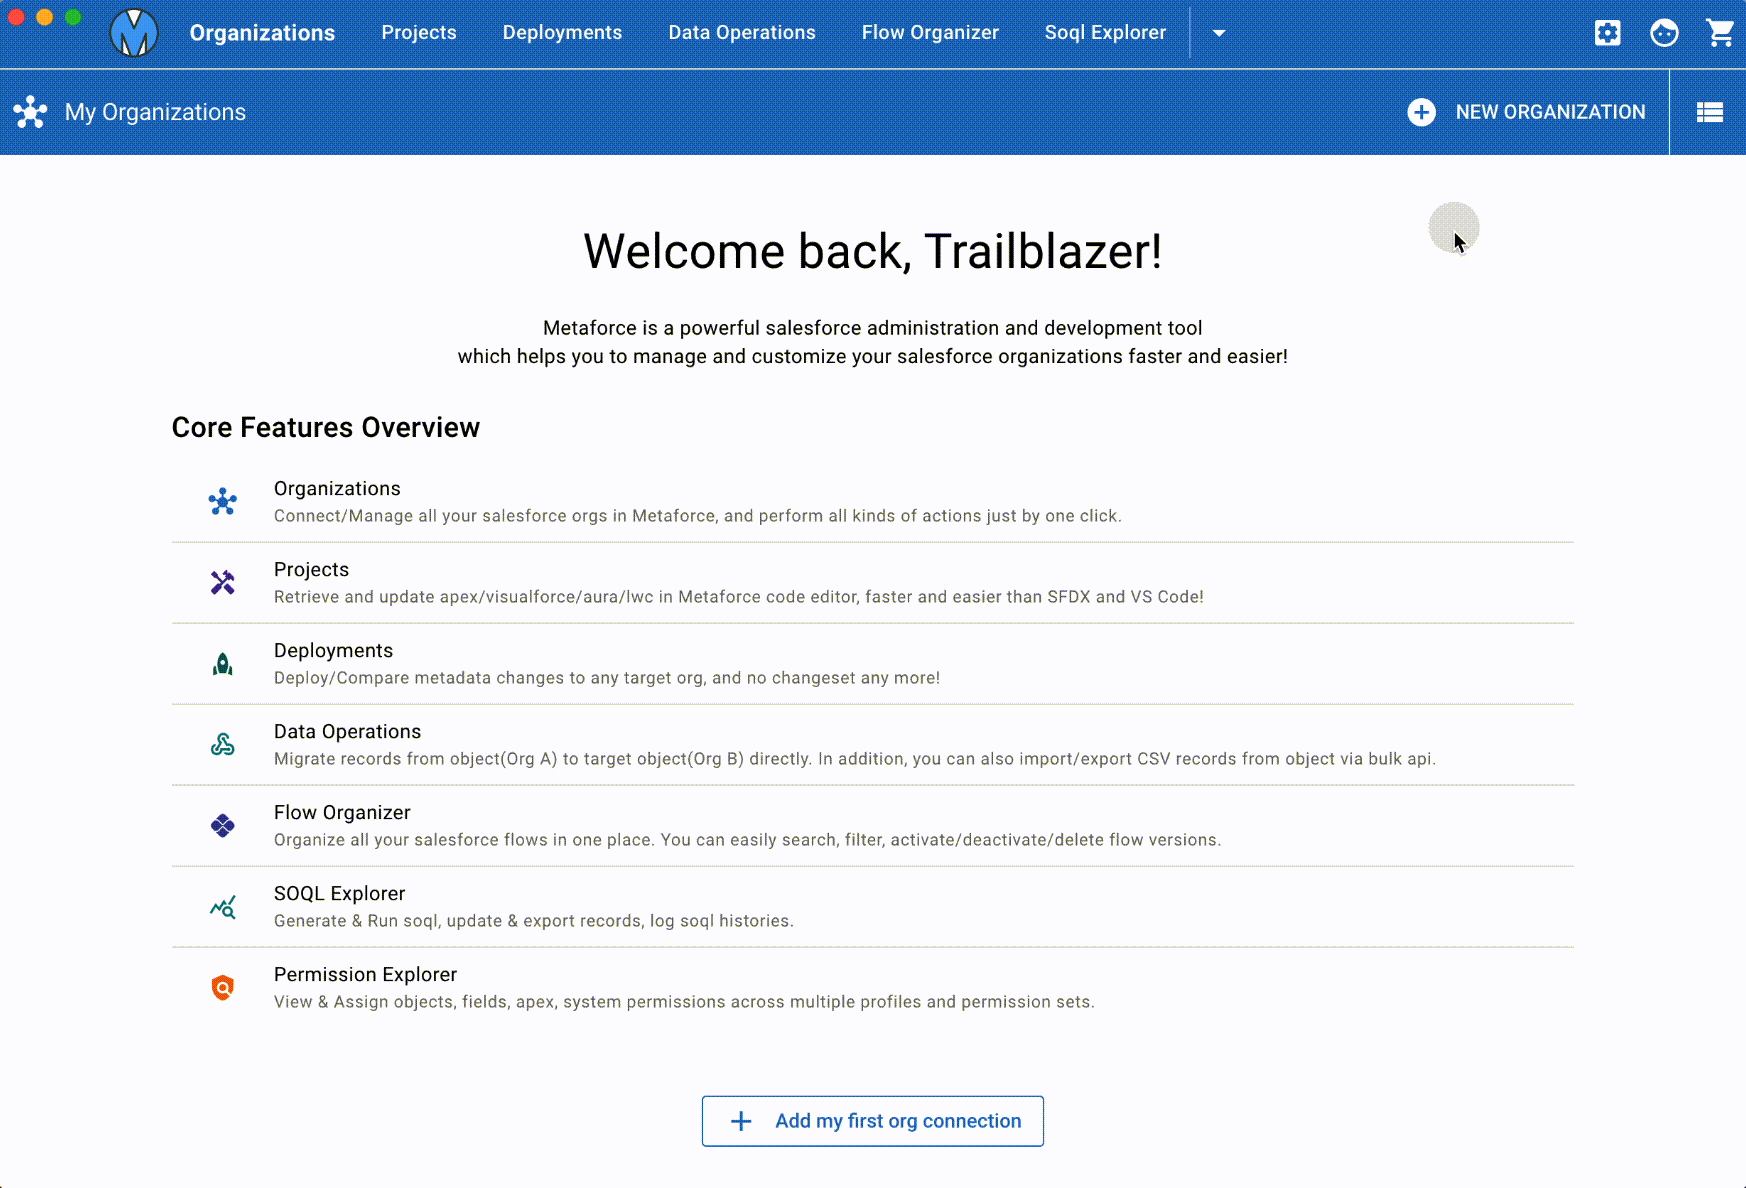 Organizations Projects Deployments Data Operations Flow Organizer Soql Explorer
My Organizations NEW ORGANIZATION
Welcome back, Trailblazer!
Metaforce is a powerful salesforce administration and development tool
which helps you to manage and customize your salesforce organizations faster and easier!
Core Features Overview
Organizations
Connect/Manage all your salesforce orgs in Metaforce, and perform all kinds of actions just by one click.
Projects
Retrieve and update apex/visualforce/aura/lwc in Metaforce code editor, faster and easier than SFDX and VS Code!
Deployments
Deploy/Compare metadata changes to any target org, and no changeset any more!
Data Operations
Migrate records from object(Org A) to target object(Org B) directly. In addition, you can also import/export CSV records from object via bulk api.
Flow Organizer
Organize all your salesforce flows in one place. You can easily search, filter, activate/deactivate/delete flow versions.
SOQL Explorer
Generate & Run soql, update & export records, log soql histories.
Permission Explorer
View & Assign objects, fields, apex, system permissions across multiple profiles and permission sets.
Add my first org connection